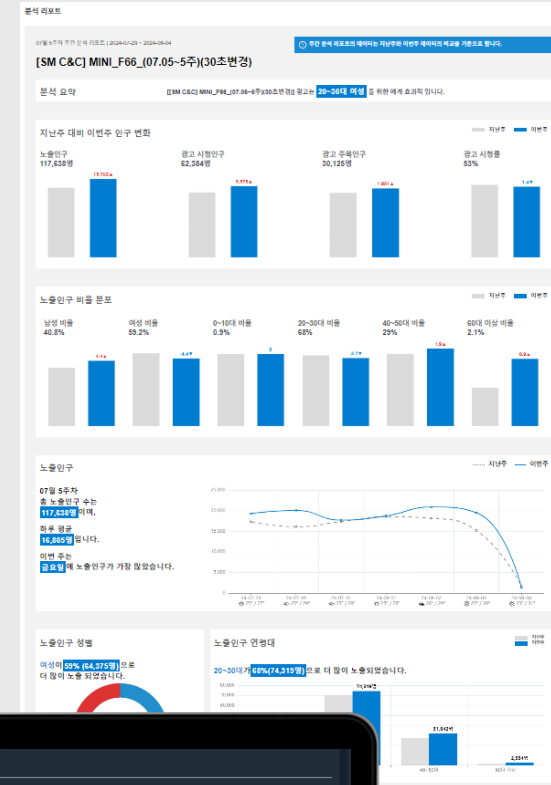 분석 리포트
07월 5주차 주간 분석 리포트 | 2024-07-29 ~ 2024-08-04
주간 분석 리포트의 데이터는 지난주와 이번주 데이터의 비교를 기준으로 합니다.
[SM C&C] MINI_F66_(07.05~5주)(30초변경)
분석 요약
광고는 20~30대 여성 을 위한 매체 효과적 입니다.
지난주 대비 이번주 인구 변화
지난주 이번주
노출인구 광고 시청인구 광고 주목인구 광고 시청률
117,638명 62,384명 30,125명 53%
노출인구 비율 분포
지난주 이번주
남성 비율 여성 비율 0~10대 비율 20~30대 비율 40~50대 비율 60대 이상 비율
40.8% 59.2% 0.9% 68% 29% 2.1%
노출인구
지난주 이번주
07월 5주차
총 노출인구 수는
117,638명이며,
하루 평균
16,805명입니다.
이번 주는
금요일에 노출인구가 가장 많았습니다.
25,000
20,000
15,000
10,000
5,000
0
노출인구 성별
여성이 59% (64,375명)으로
더 많이 노출 되었습니다.
노출인구 연령대
지난주
이번주
20~30대가 68%(74,319명)으로 더 많이 노출되었습니다.
80,000
70,000
60,000
74,319명
31,642명
40~50대